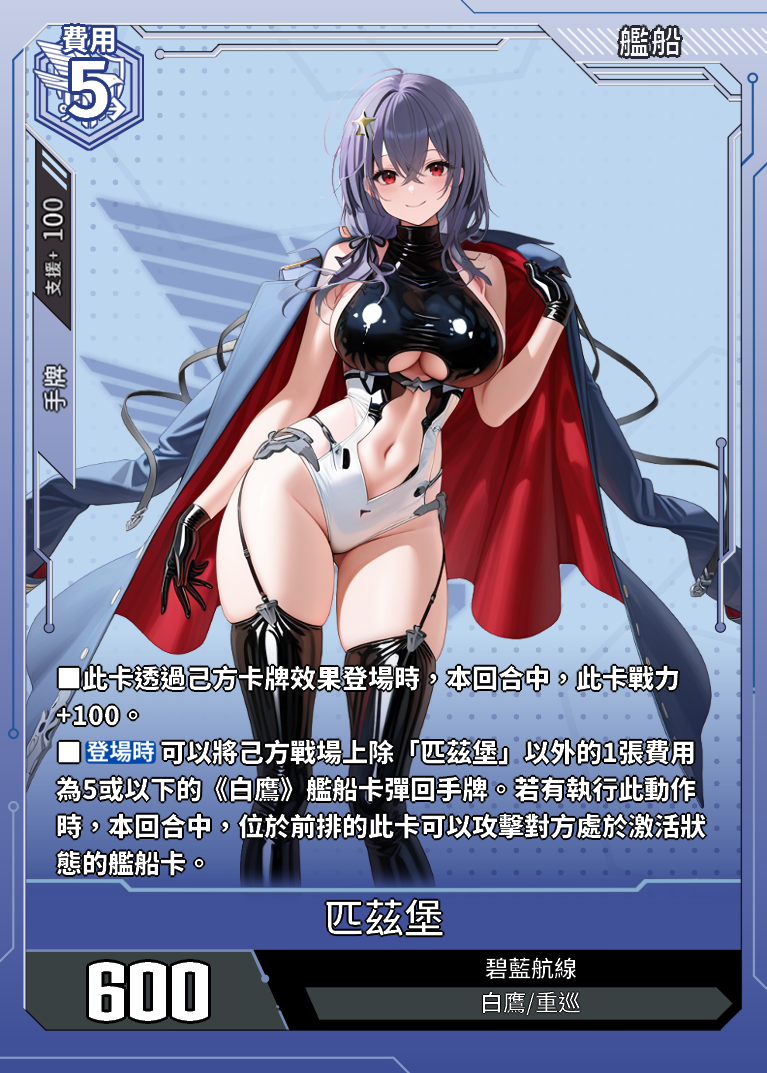 費用
5
艦船
支援+ 100
手牌
■此卡透過己方卡牌效果登場時，本回合中，此卡戰力
+100。
■登場時 可以將己方戰場上除「匹茲堡」以外的1張費用
為5或以下的《白鷹》艦船卡彈回手牌。若有執行此動作
時，本回合中，位於前排的此卡可以攻擊對方處於激活狀
態的艦船卡。
匹茲堡
600
碧藍航線
白鷹/重巡